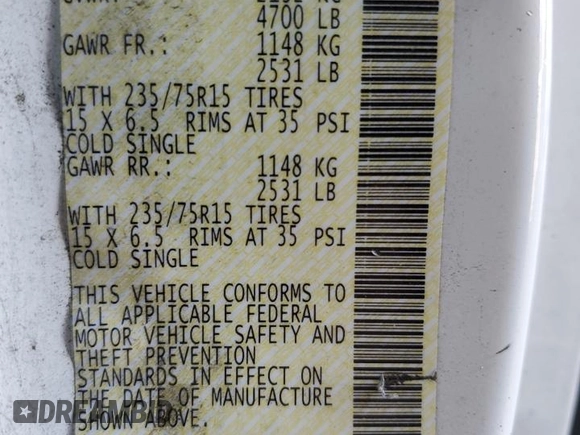 4700 LB
GAWR FR.: 1148 KG
2531 LB
WITH 235/75R15 TIRES
15 X 6.5 RIMS AT 35 PSI
COLD SINGLE
GAWR RR.: 1148 KG
2531 LB
WITH 235/75R15 TIRES
15 X 6.5 RIMS AT 35 PSI
COLD SINGLE
THIS VEHICLE CONFORMS TO
ALL APPLICABLE FEDERAL
MOTOR VEHICLE SAFETY AND
THEFT PREVENTION
STANDARDS IN EFFECT ON
THE DATE OF MANUFACTURE
SHOWN ABOVE.